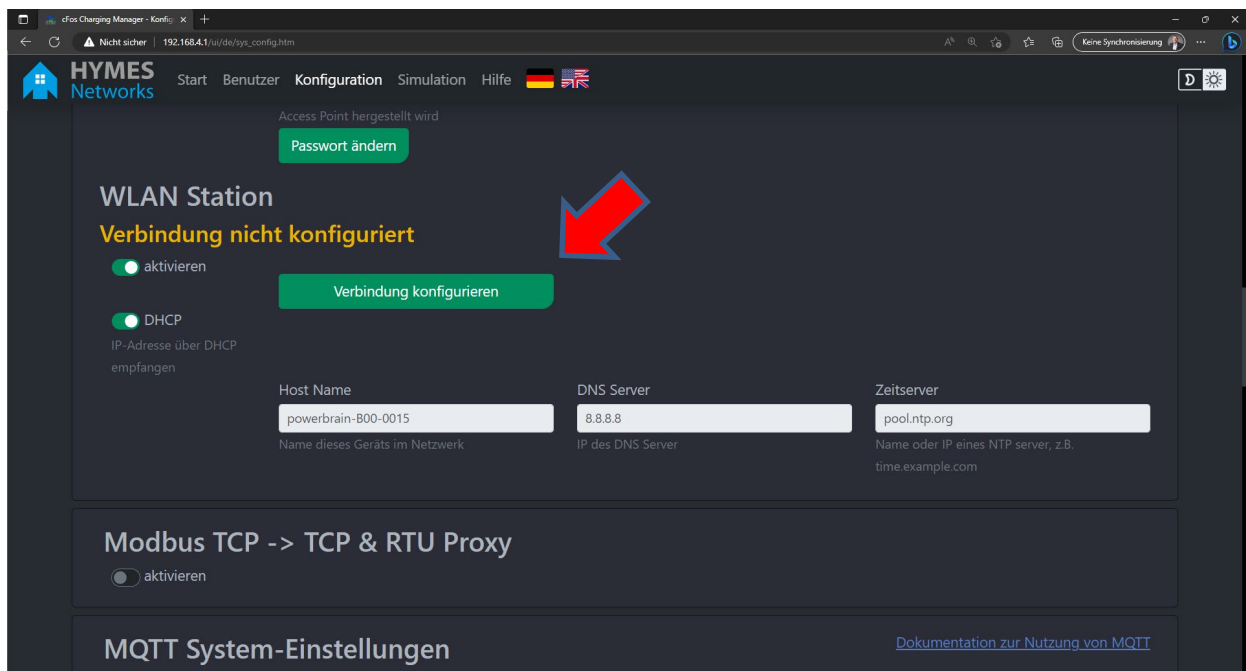 cFos Charging Manager - Konfig
Nicht sicher 192.168.4.1/ui/de/sys_config.htm Keine Synchronisierung
HYMES
Networks
Start Benutzer Konfiguration Simulation Hilfe D
Access Point hergestellt wird
Passwort ändern
WLAN Station
Verbindung nicht konfiguriert
aktivieren
Verbindung konfigurieren
DHCP
IP-Adresse über DHCP
empfangen
Host Name DNS Server Zeitserver
powerbrain-B00-0015 8.8.8.8 pool.ntp.org
Name dieses Geräts im Netzwerk IP des DNS Server Name oder IP eines NTP server, z.B.
time.example.com
Modbus TCP -> TCP & RTU Proxy
aktivieren
MQTT System-Einstellungen Dokumentation zur Nutzung von MQTT